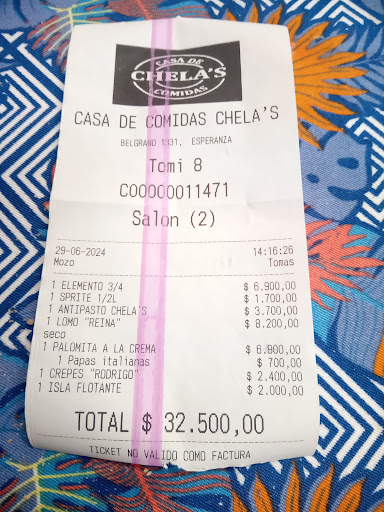 CASA DE
CHELA'S
COMIDAS
CASA DE COMIDAS CHELA'S
BELGRANO 1331, ESPERANZA
Tomi 8
C00000011471
Salon (2)
29-06-2024 14:16:26
Mozo Tomas
1 ELEMENTO 3/4 $ 6.900,00
1 SPRITE 1/2L $ 1.700,00
1 ANTIPASTO CHELA'S $ 3.700,00
1 LOMO "REINA" $ 8.200,00
seco
1 PALOMITA A LA CREMA $ 6.800,00
1 Papas italianas $ 700,00
1 CREPES "RODRIGO" $ 2.400,00
1 ISLA FLOTANTE $ 2.000,00
TOTAL $ 32.500,00
TICKET NO VALIDO COMO FACTURA